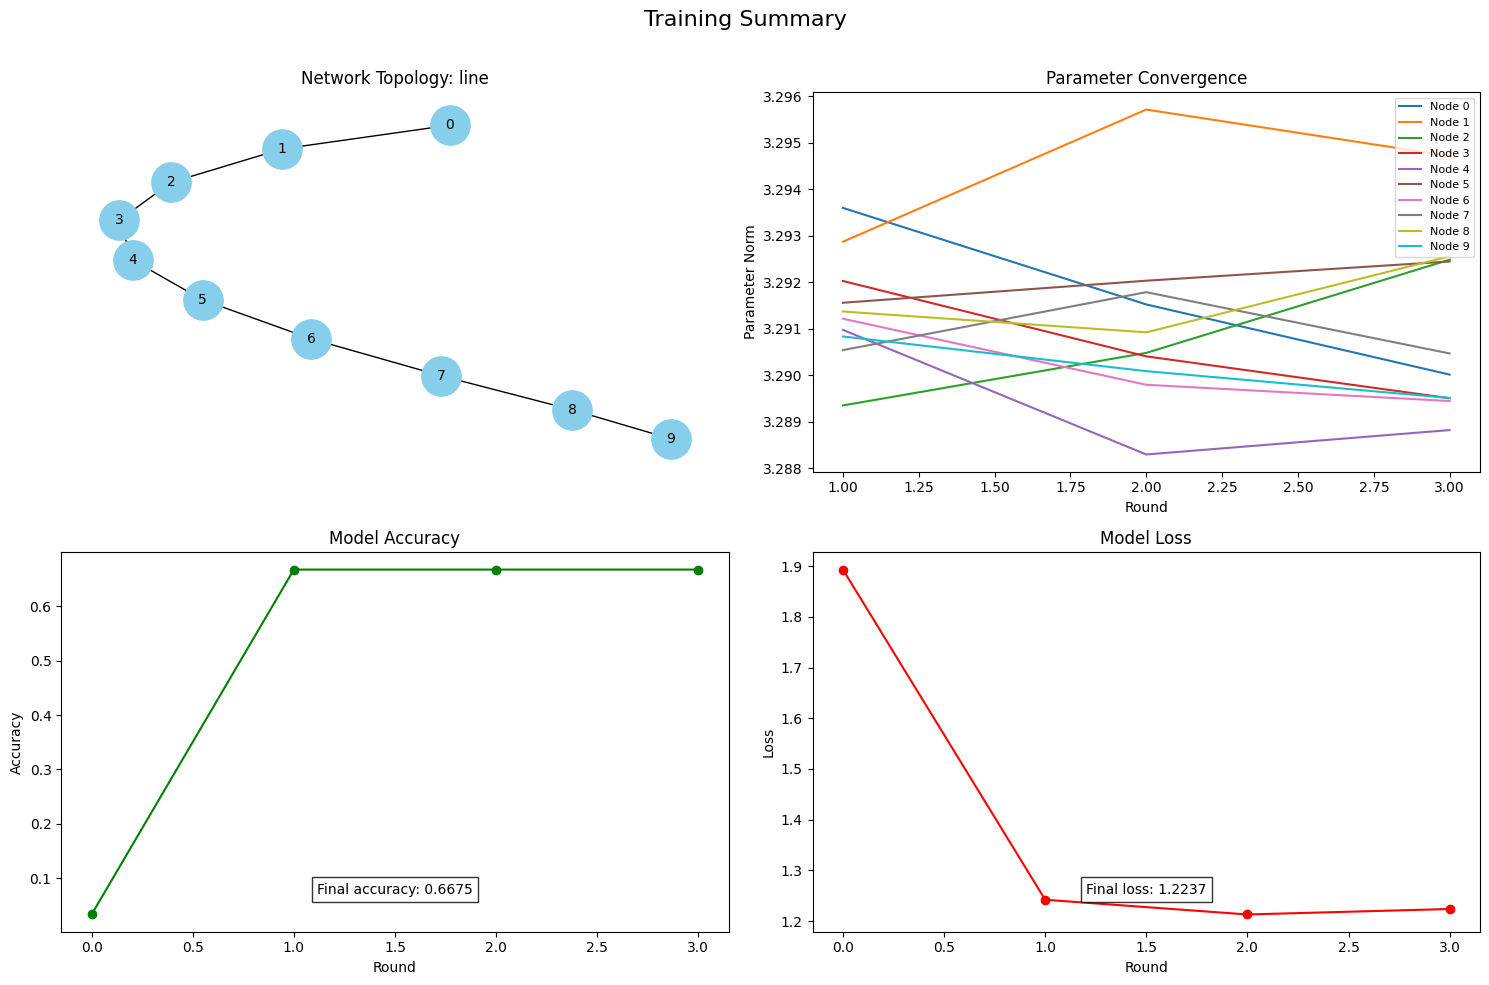 Training Summary
Network Topology: line
0
1
2
3
4
5
6
7
8
9
Parameter Convergence
3.296
3.295
3.294
3.293
3.292
3.291
3.290
3.289
3.288
Parameter Norm
Node 0
Node 1
Node 2
Node 3
Node 4
Node 5
Node 6
Node 7
Node 8
Node 9
1.00 1.25 1.50 1.75 2.00 2.25 2.50 2.75 3.00
Round
Model Accuracy
0.6
0.5
0.4
0.3
0.2
0.1
Accuracy
Final accuracy: 0.6675
0.0 0.5 1.0 1.5 2.0 2.5 3.0
Round
Model Loss
1.9
1.8
1.7
1.6
1.5
1.4
1.3
1.2
Loss
Final loss: 1.2237
0.0 0.5 1.0 1.5 2.0 2.5 3.0
Round